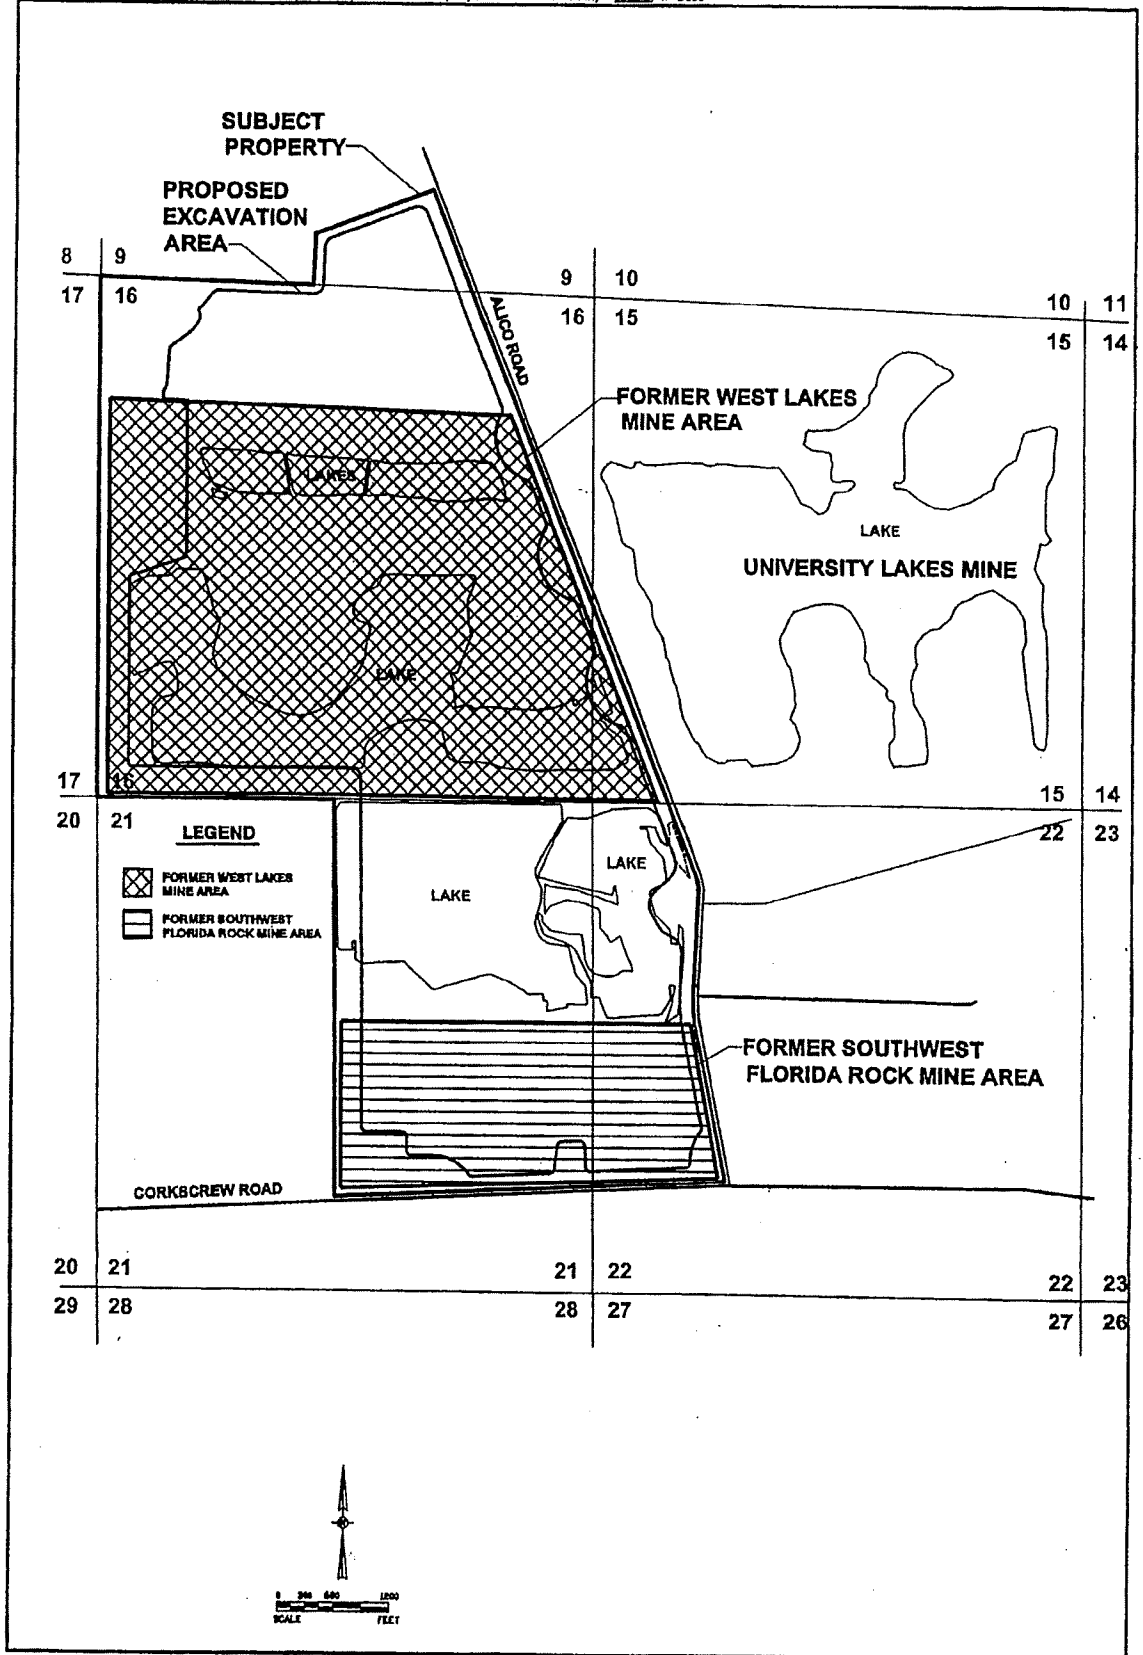 SUBJECT
PROPERTY
PROPOSED
EXCAVATION
AREA
8 9
17 16
9 10
16 15
10 11
15 14
ALICO ROAD
FORMER WEST LAKES
MINE AREA
LAKES
LAKE
UNIVERSITY LAKES MINE
LAKE
17 16
20 21
15 14
22 23
LEGEND
FORMER WEST LAKES
MINE AREA
FORMER SOUTHWEST
FLORIDA ROCK MINE AREA
LAKE
LAKE
FORMER SOUTHWEST
FLORIDA ROCK MINE AREA
CORKSCREW ROAD
20 21
29 28
21 22
28 27
22 23
27 26
0 1200
SCALE FEET